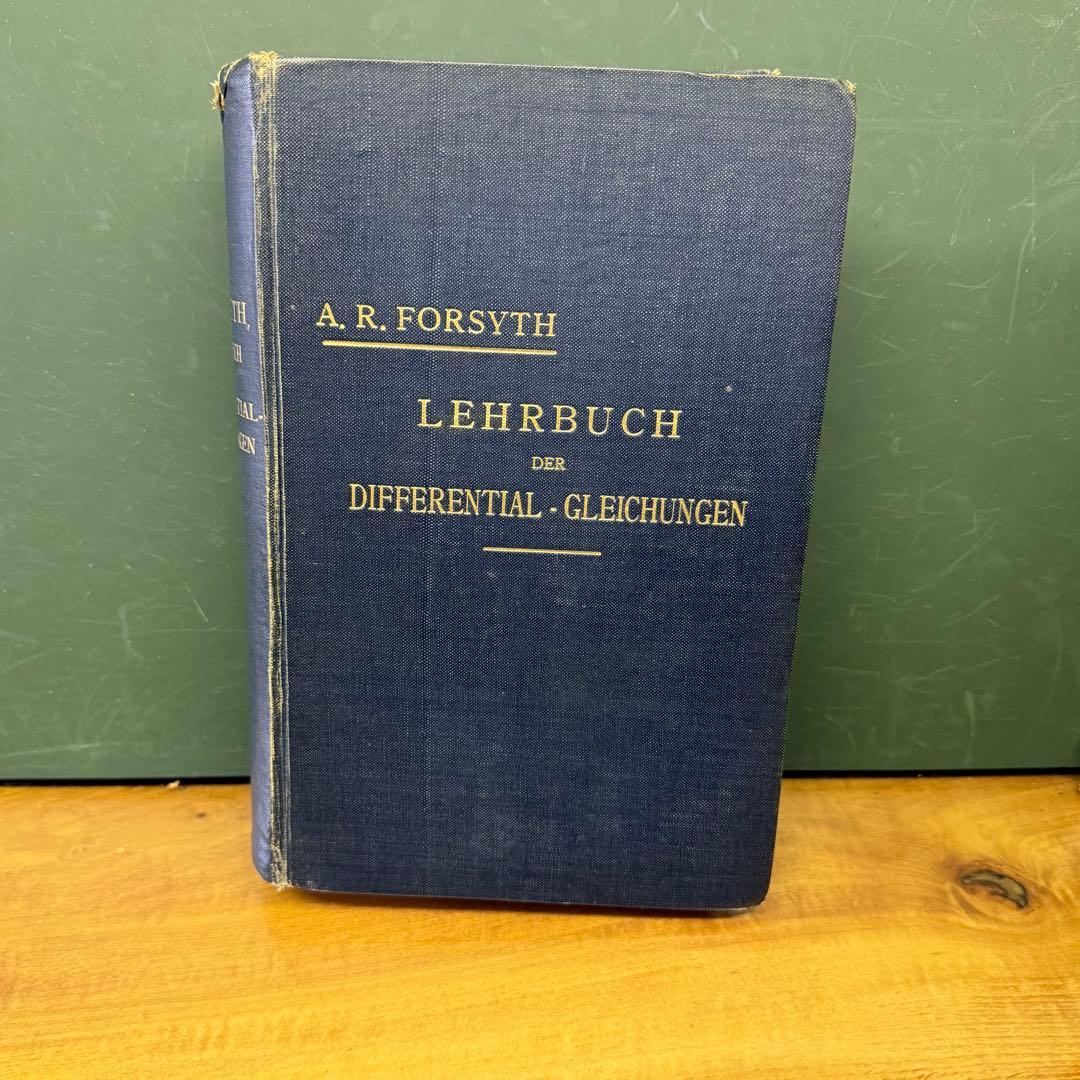 A. R. FORSYTH
LEHRBUCH
DER
DIFFERENTIAL - GLEICHUNGEN